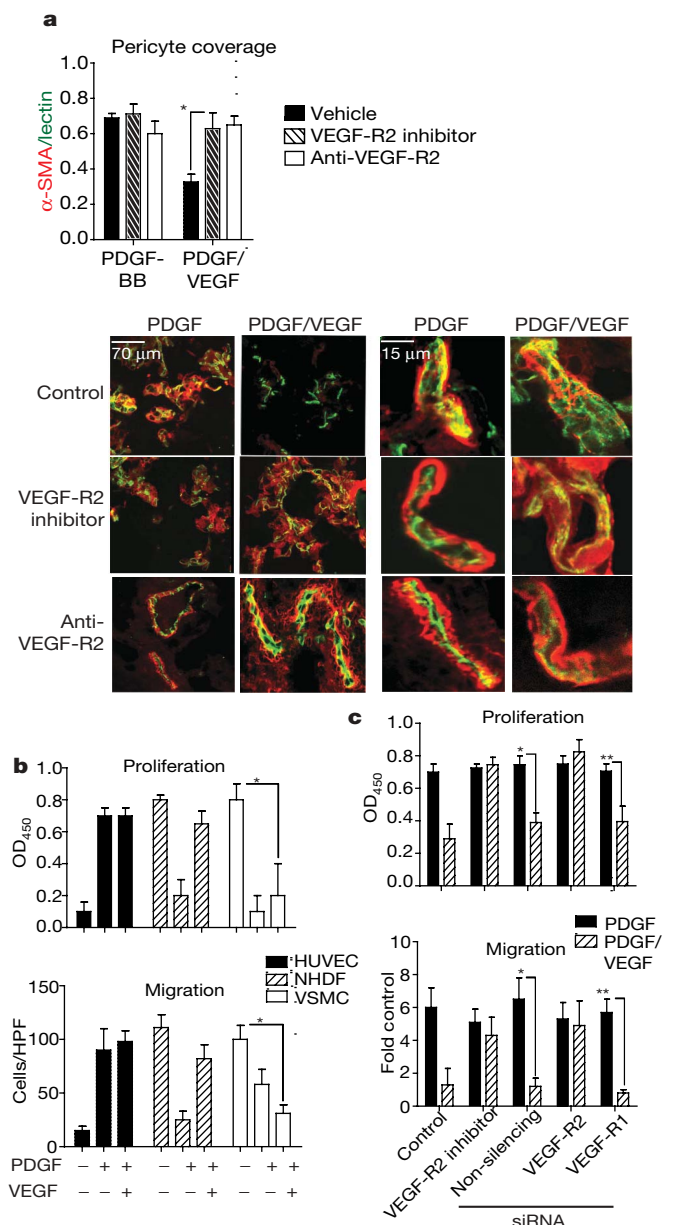 a
Pericyte coverage
α-SMA/lectin
1.0
0.8
0.6
0.4
0.2
0.0
*
PDGF-
BB
PDGF/
VEGF
Vehicle
VEGF-R2 inhibitor
Anti-VEGF-R2
PDGF PDGF/VEGF PDGF PDGF/VEGF
70 μm
15 μm
Control
VEGF-R2
inhibitor
Anti-
VEGF-R2
b
Proliferation
OD450
1.0
0.8
0.6
0.4
0.2
0.0
*
HUVEC
NHDF
VSMC
Migration
Cells/HPF
150
100
50
0
*
PDGF – + + – + + – + +
VEGF – – + – – + – – +
c
Proliferation
OD450
1.0
0.8
0.6
0.4
0.2
0.0
* **
PDGF
PDGF/
VEGF
Migration
Fold control
10
8
6
4
2
0
* **
Control
VEGF-R2 inhibitor
Non-silencing
VEGF-R2
VEGF-R1
siRNA